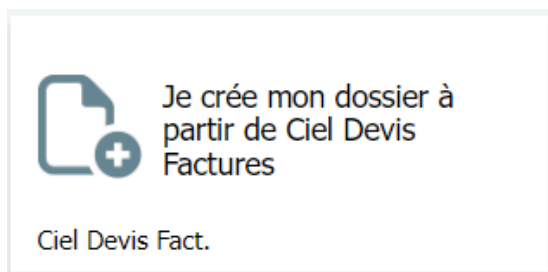 Je crée mon dossier à
partir de Ciel Devis
Factures
Ciel Devis Fact.